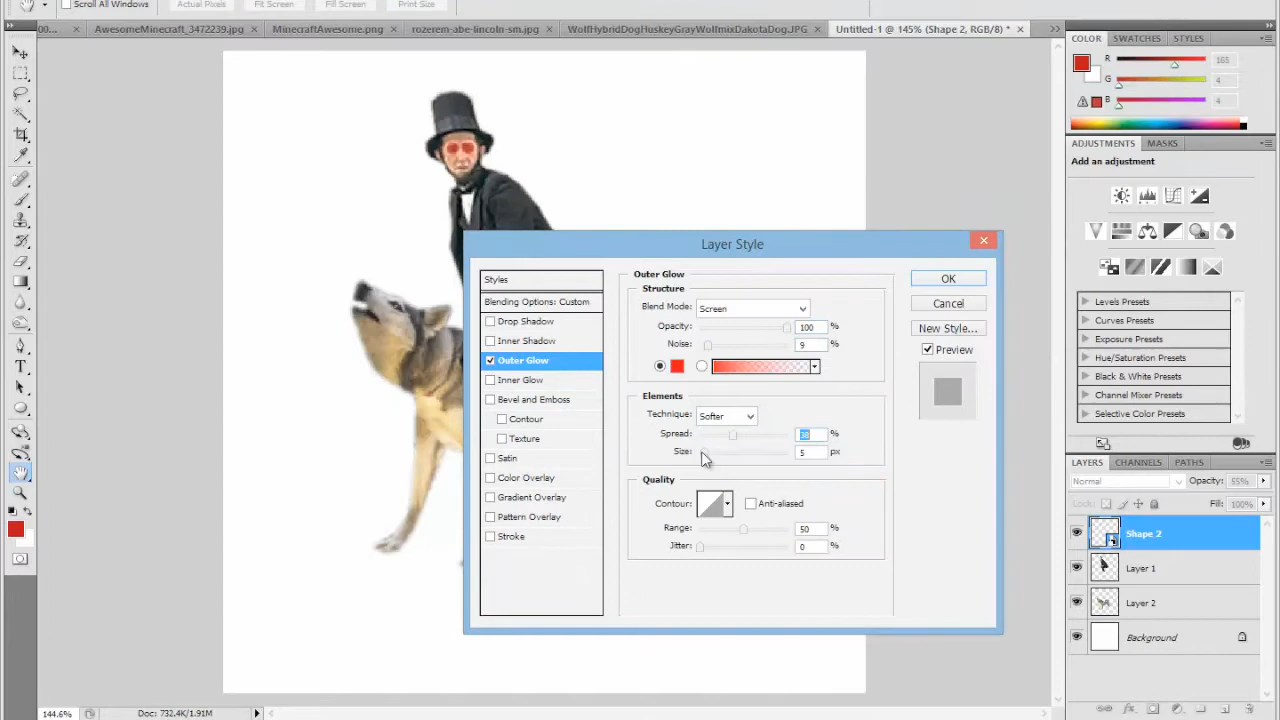 Scroll All Windows Actual Pixels Fit Screen Fill Screen Print Size
00... × AwesomeMinecraft_3472239.jpg × MinecraftAwesome.png × rozerem-abe-lincoln-sm.jpg × WolfHybridDogHuskeyGrayWolfmixDakotaDog.JPG × Untitled-1 @ 145% (Shape 2, RGB/8) * ×
COLOR SWATCHES STYLES
R 165
G 4
B 4
ADJUSTMENTS MASKS
Add an adjustment
Levels Presets
Curves Presets
Exposure Presets
Hue/Saturation Presets
Black & White Presets
Channel Mixer Presets
Selective Color Presets
LAYERS CHANNELS PATHS
Normal Opacity: 55%
Lock: Fill: 100%
Shape 2
Layer 1
Layer 2
Background
Layer Style
Styles
Blending Options: Custom
Drop Shadow
Inner Shadow
Outer Glow
Inner Glow
Bevel and Emboss
Contour
Texture
Satin
Color Overlay
Gradient Overlay
Pattern Overlay
Stroke
Outer Glow
Structure
Blend Mode: Screen
Opacity: 100 %
Noise: 9 %
Elements
Technique: Softer
Spread: 38 %
Size: 5 px
Quality
Contour: Anti-aliased
Range: 50 %
Jitter: 0 %
OK
Cancel
New Style...
Preview
144.6% Doc: 732.4K/1.91M